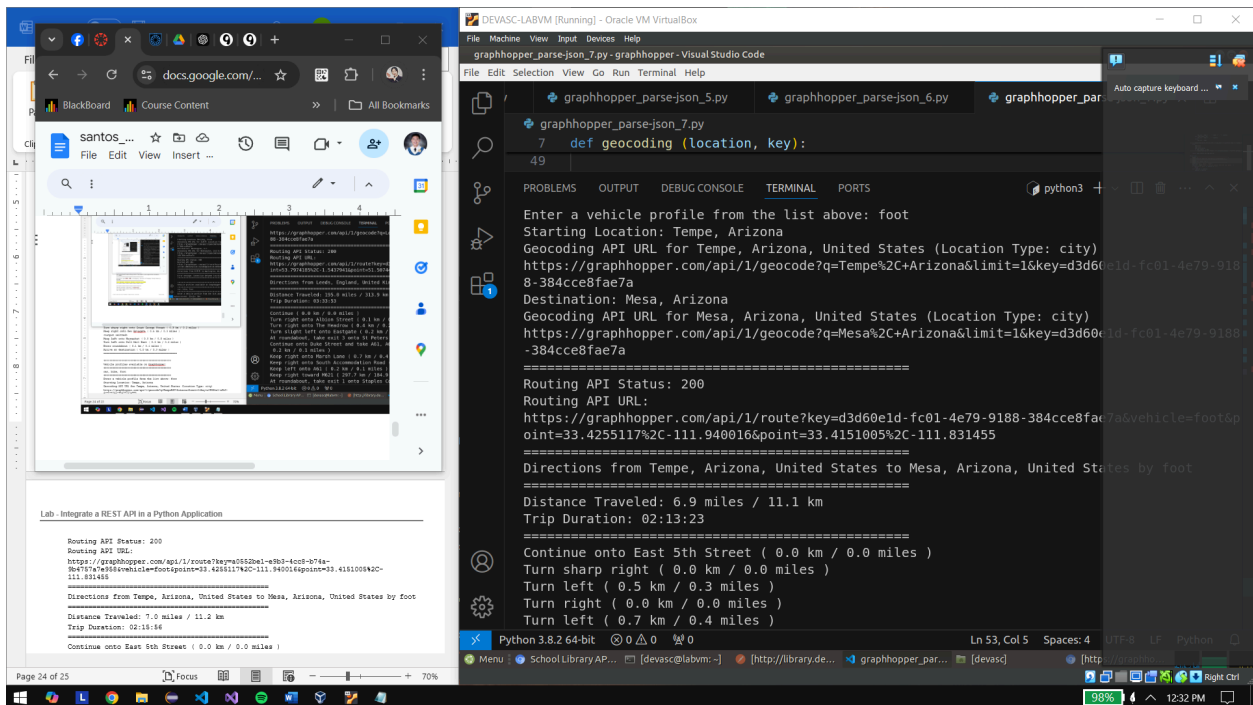 docs.google.com/...
BlackBoard
Course Content
»
All Bookmarks
santos_...
File Edit View Insert ...
1 2 3 4
Lab - Integrate a REST API in a Python Application
Routing API Status: 200
Routing API URL:
https://graphhopper.com/api/1/route?key=a0552be1-a9b3-4cc8-b74a-
9b4757a7e958&vehicle=foot&point=33.4255117%2C-111.940016&point=33.4151005%2C-
111.831455
=================================================
Directions from Tempe, Arizona, United States to Mesa, Arizona, United States by foot
=================================================
Distance Traveled: 7.0 miles / 11.2 km
Trip Duration: 02:15:56
=================================================
Continue onto East 5th Street ( 0.0 km / 0.0 miles )
Page 24 of 25
Focus
70%
DEVASC-LABVM [Running] - Oracle VM VirtualBox
File Machine View Input Devices Help
graphhopper_parse-json_7.py - graphhopper - Visual Studio Code
File Edit Selection View Go Run Terminal Help
Auto capture keyboard ...
graphhopper_parse-json_5.py
graphhopper_parse-json_6.py
graphhopper_par
graphhopper_parse-json_7.py
7 def geocoding (location, key):
49
PROBLEMS OUTPUT DEBUG CONSOLE TERMINAL PORTS
python3
Enter a vehicle profile from the list above: foot
Starting Location: Tempe, Arizona
Geocoding API URL for Tempe, Arizona, United States (Location Type: city)
https://graphhopper.com/api/1/geocode?q=Tempe%2C+Arizona&limit=1&key=d3d60e1d-fc01-4e79-918
8-384cce8fae7a
Destination: Mesa, Arizona
Geocoding API URL for Mesa, Arizona, United States (Location Type: city)
https://graphhopper.com/api/1/geocode?q=Mesa%2C+Arizona&limit=1&key=d3d60e1d-fc01-4e79-9188
-384cce8fae7a
=================================================
Routing API Status: 200
Routing API URL:
https://graphhopper.com/api/1/route?key=d3d60e1d-fc01-4e79-9188-384cce8fae7a&vehicle=foot&p
oint=33.4255117%2C-111.940016&point=33.4151005%2C-111.831455
=================================================
Directions from Tempe, Arizona, United States to Mesa, Arizona, United States by foot
=================================================
Distance Traveled: 6.9 miles / 11.1 km
Trip Duration: 02:13:23
=================================================
Continue onto East 5th Street ( 0.0 km / 0.0 miles )
Turn sharp right ( 0.0 km / 0.0 miles )
Turn left ( 0.5 km / 0.3 miles )
Turn right ( 0.0 km / 0.0 miles )
Turn left ( 0.7 km / 0.4 miles )
Python 3.8.2 64-bit 0 0 0
Ln 53, Col 5 Spaces: 4 UTF-8 LF Python
Menu School Library AP... [devasc@labvm: ~] [http://library.de... graphhopper_par... [devasc]
Right Ctrl
98% 12:32 PM